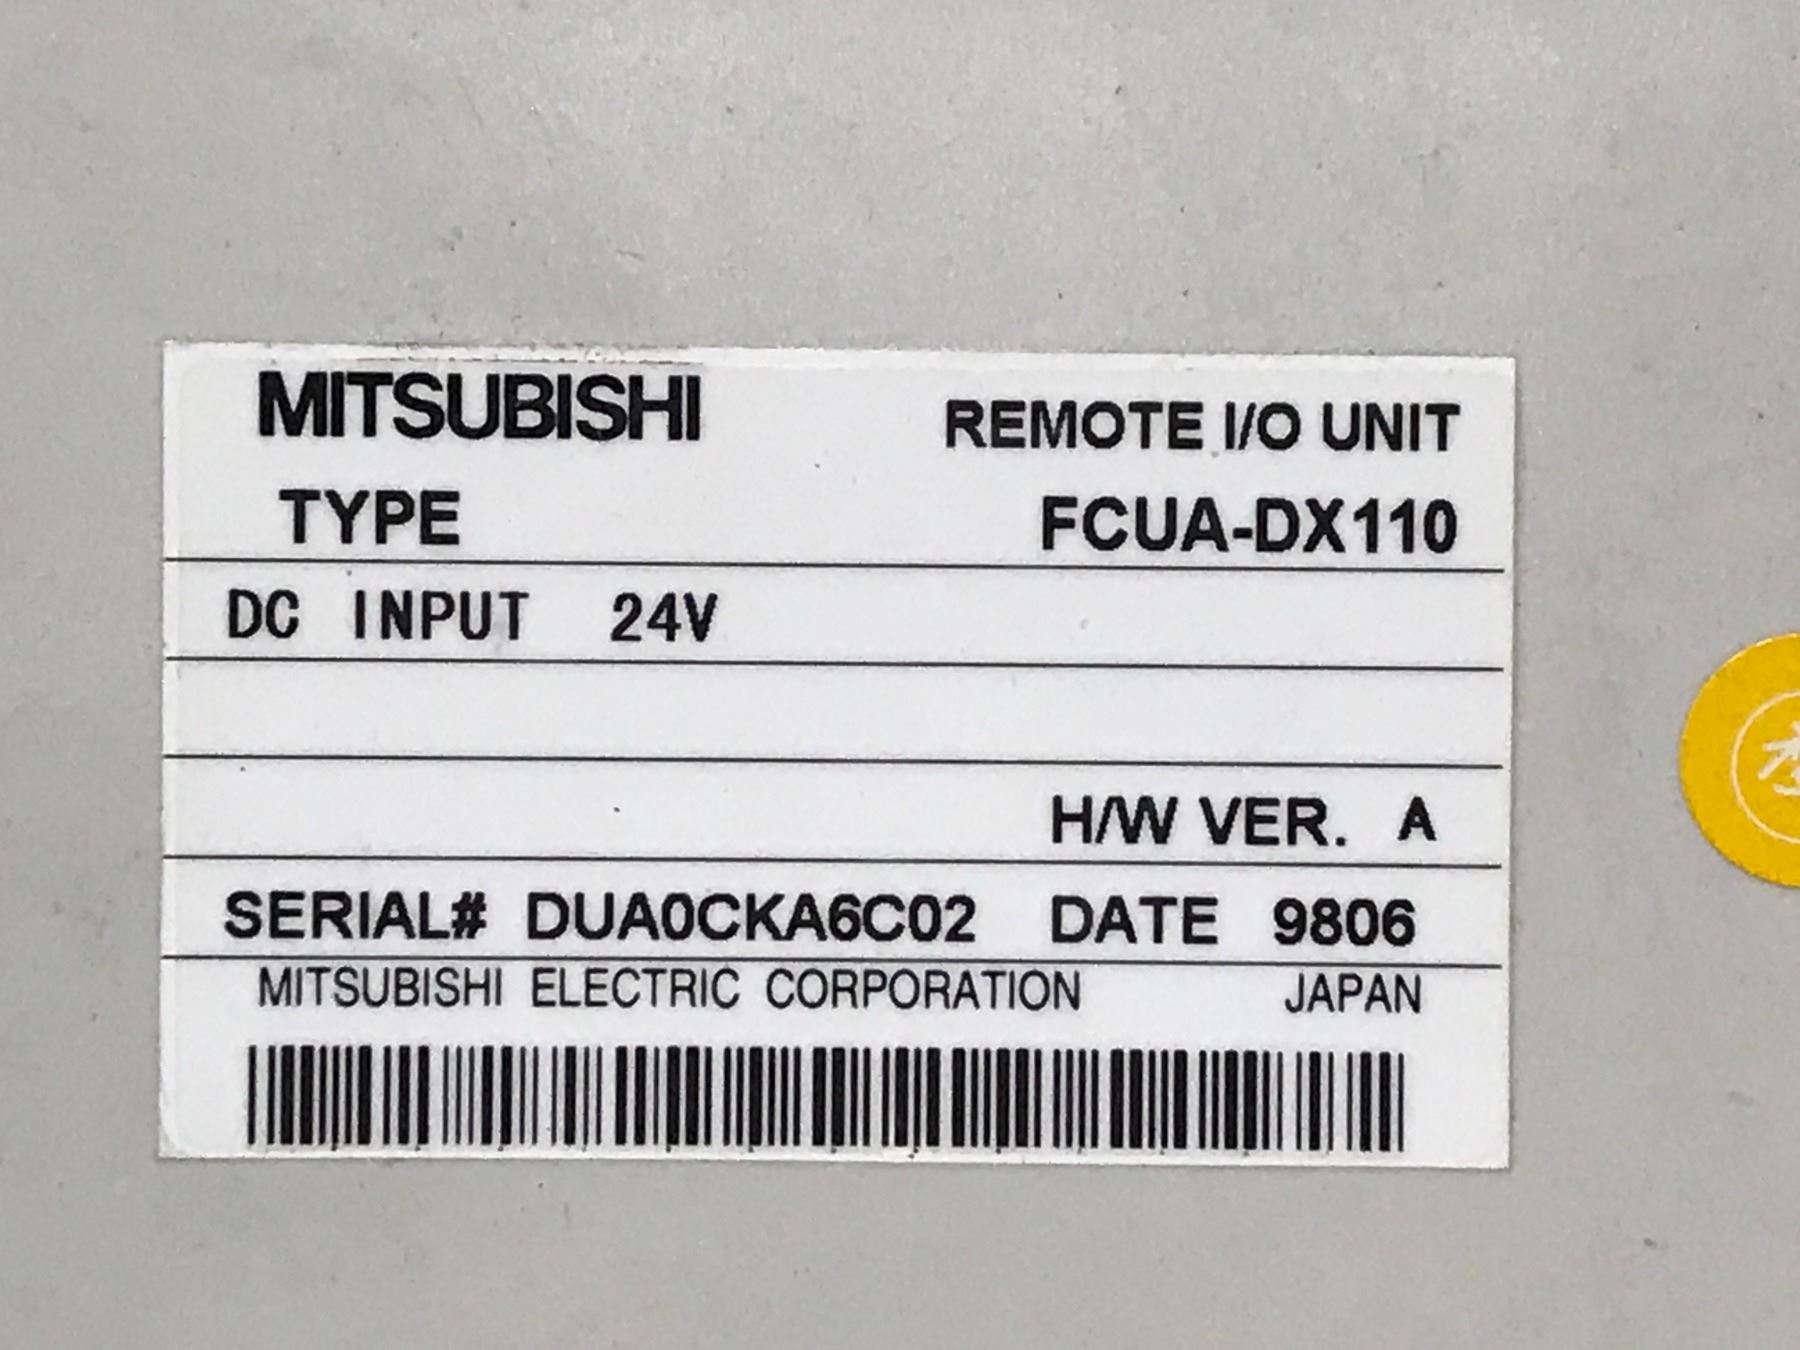 MITSUBISHI REMOTE I/O UNIT
TYPE FCUA-DX110
DC INPUT 24V
H/W VER. A
SERIAL# DUA0CKA6C02 DATE 9806
MITSUBISHI ELECTRIC CORPORATION JAPAN